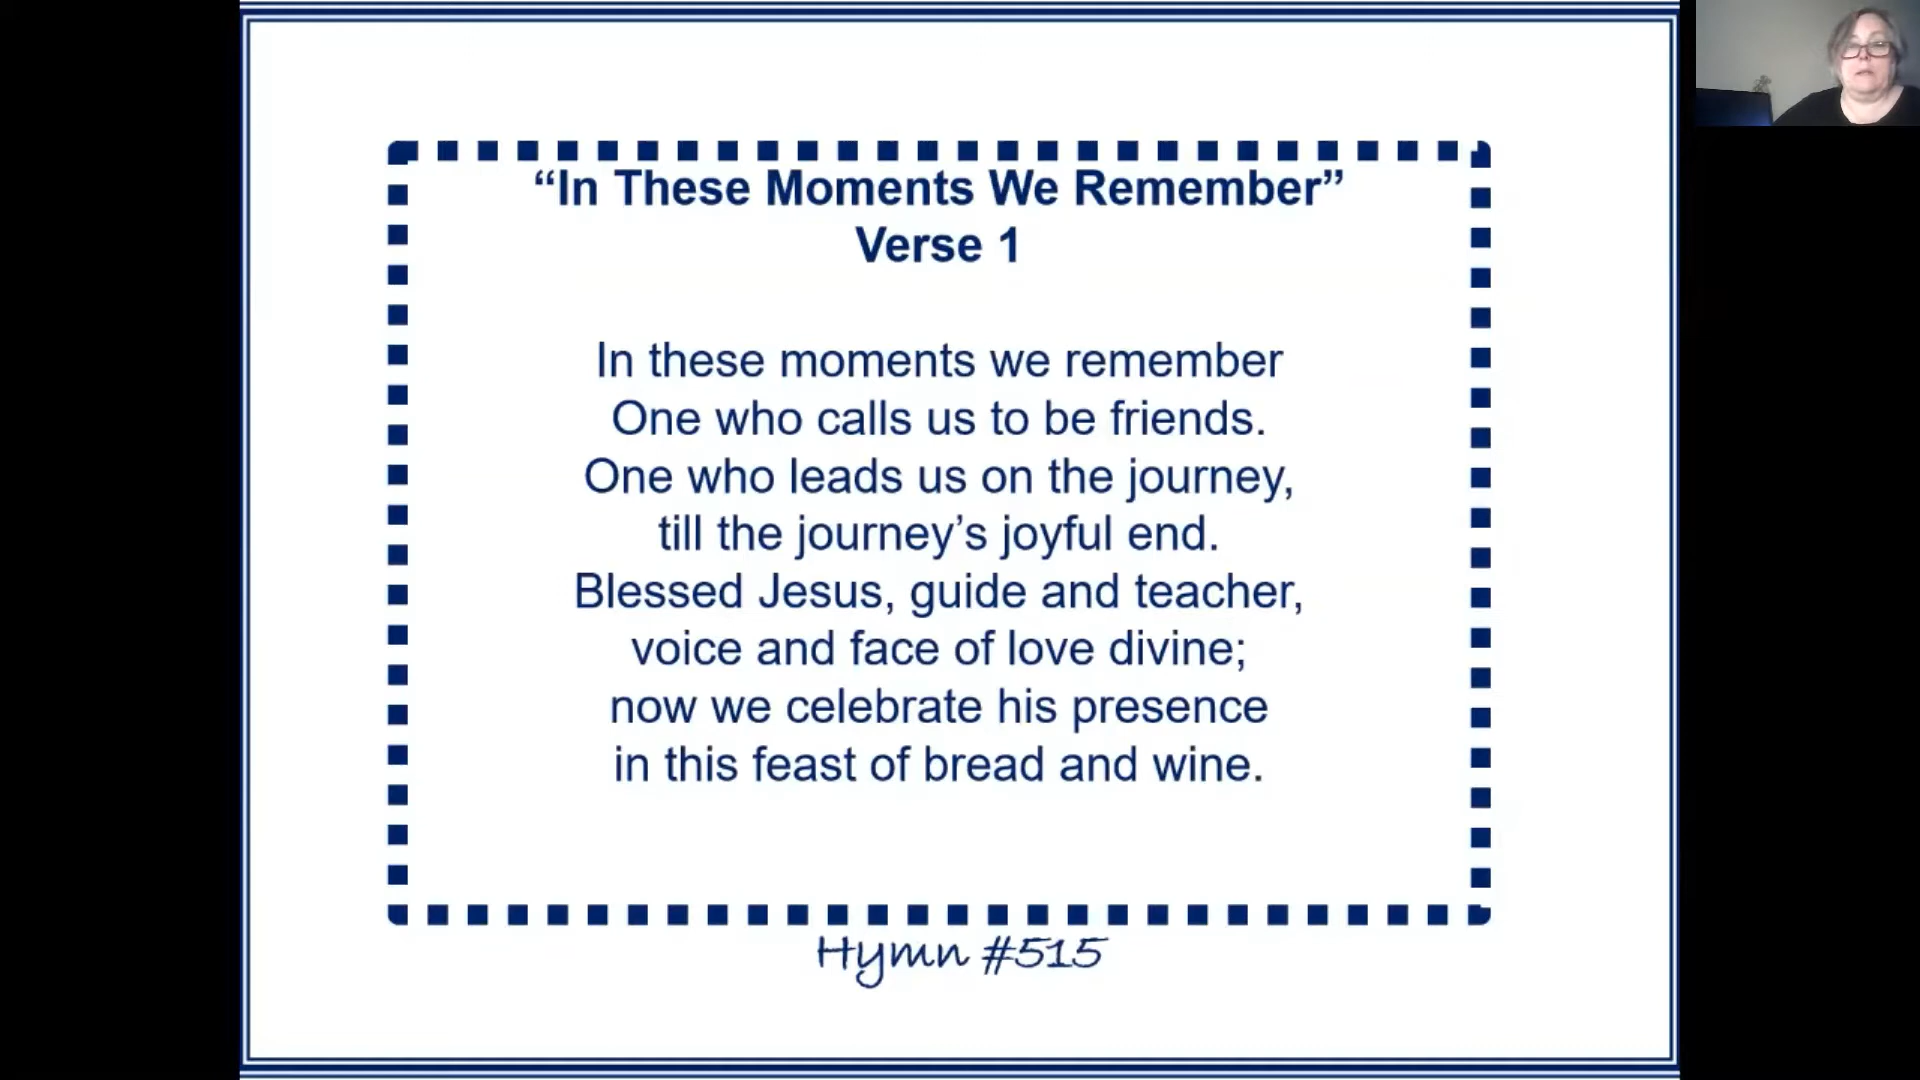 “In These Moments We Remember”
Verse 1
In these moments we remember
One who calls us to be friends.
One who leads us on the journey,
till the journey’s joyful end.
Blessed Jesus, guide and teacher,
voice and face of love divine;
now we celebrate his presence
in this feast of bread and wine.
Hymn #515